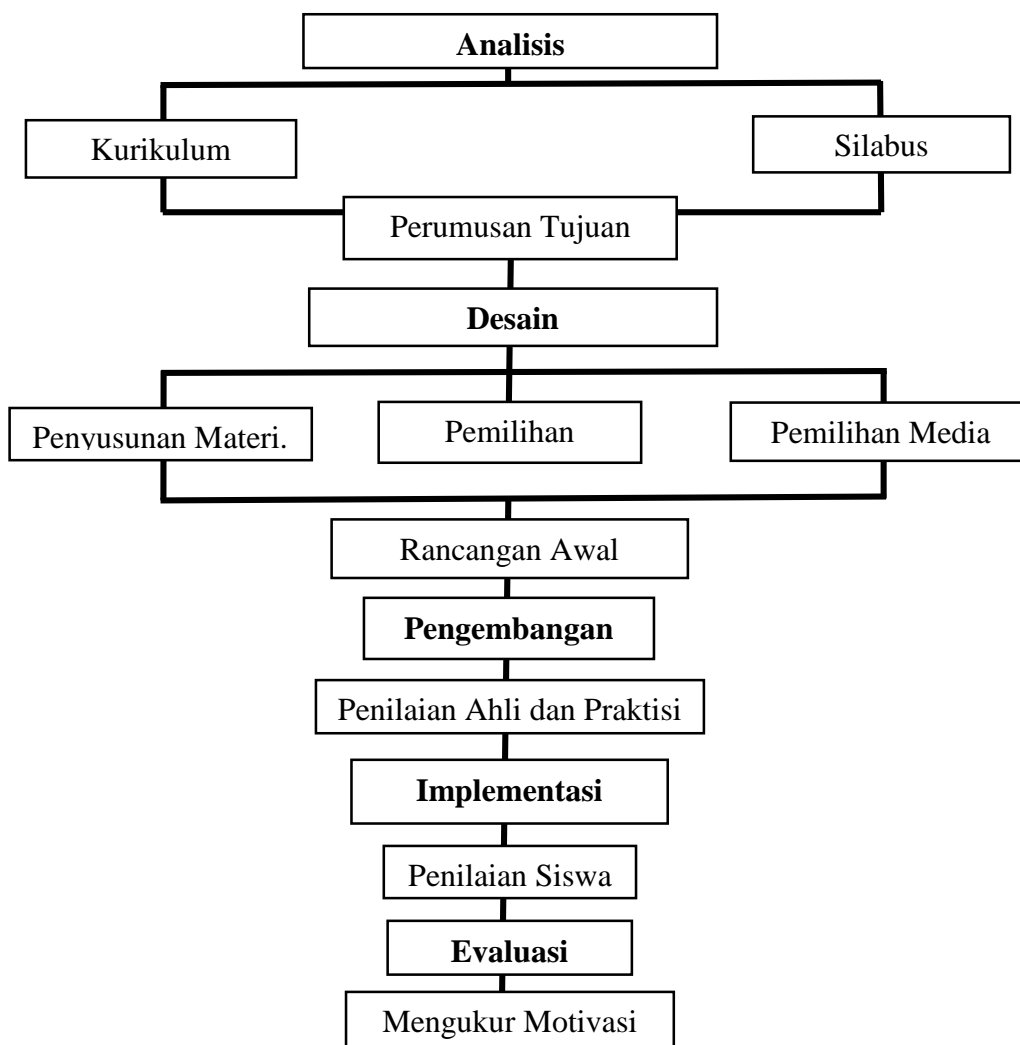 Analisis
Kurikulum
Silabus
Perumusan Tujuan
Desain
Penyusunan Materi.
Pemilihan
Pemilihan Media
Rancangan Awal
Pengembangan
Penilaian Ahli dan Praktisi
Implementasi
Penilaian Siswa
Evaluasi
Mengukur Motivasi